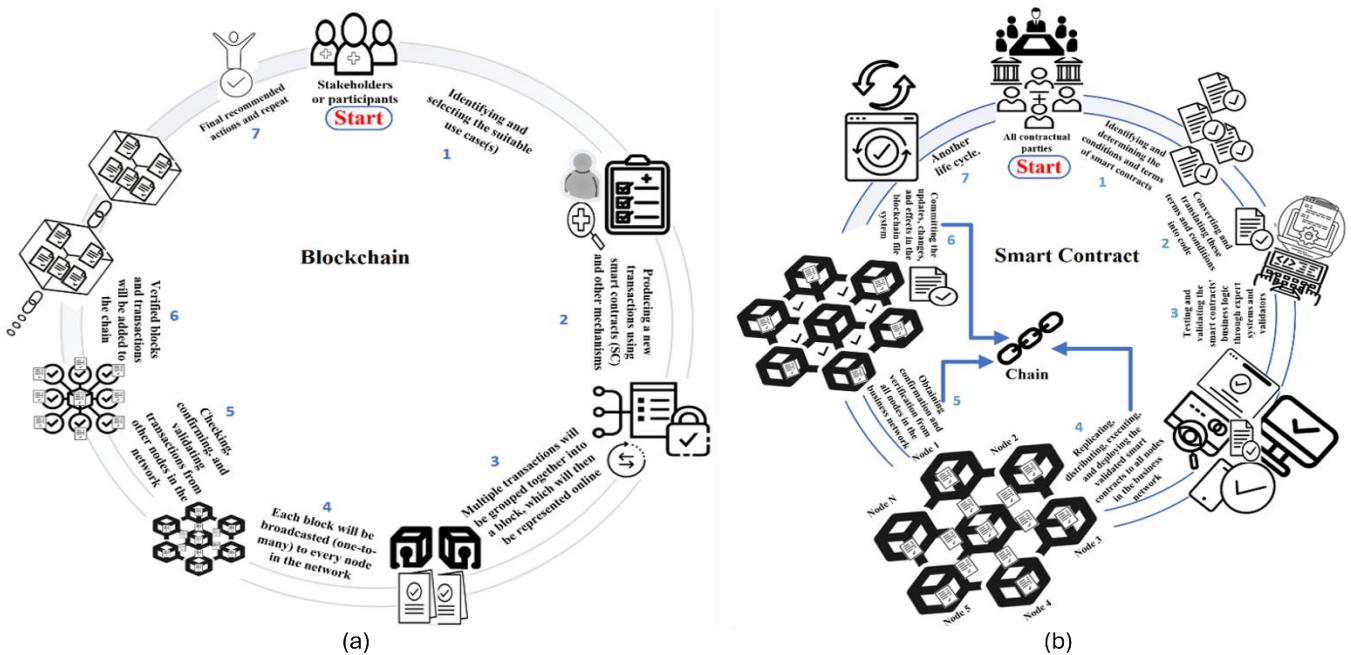 Stakeholders
or participants
Start
Identifying and
selecting the suitable
use case(s)
1
Producing a new
transactions using
smart contracts (SC)
and other mechanisms
2
Multiple transactions will
be grouped together into
a block, which will then
be represented online
3
Each block will be
broadcasted (one-to-
many) to every node
in the network
4
Checking,
confirming, and
validating
transactions from
other nodes in the
network
5
Verified blocks
and transactions
will be added to
the chain
6
Final recommended
actions and repeat
7
Blockchain
(a)
All contractual
parties
Start
Identifying and
determining the
conditions and terms
of smart contracts
1
Converting and
translating these
terms and conditions
into code
2
Testing and
validating the
smart contracts'
business logic
through expert
systems and
validators
3
Replicating,
distributing, executing,
and deploying the
validated smart
contracts to all nodes
in the business
network
4
Obtaining
confirmation and
verification from
all nodes in the
business network
5
Committing the
updates, changes,
and effects in the
blockchain file
system
6
Another
life cycle.
7
Smart Contract
Chain
Node 1
Node 2
Node 3
Node 4
Node 5
Node N
(b)